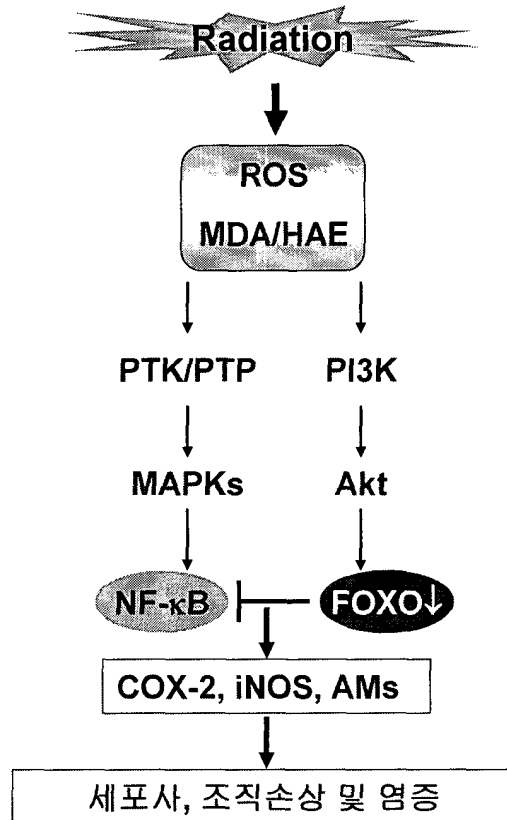 Radiation
ROS
MDA/HAE
PTK/PTP PI3K
MAPKs Akt
NF-κB FOXO↓
COX-2, iNOS, AMs
세포사, 조직손상 및 염증